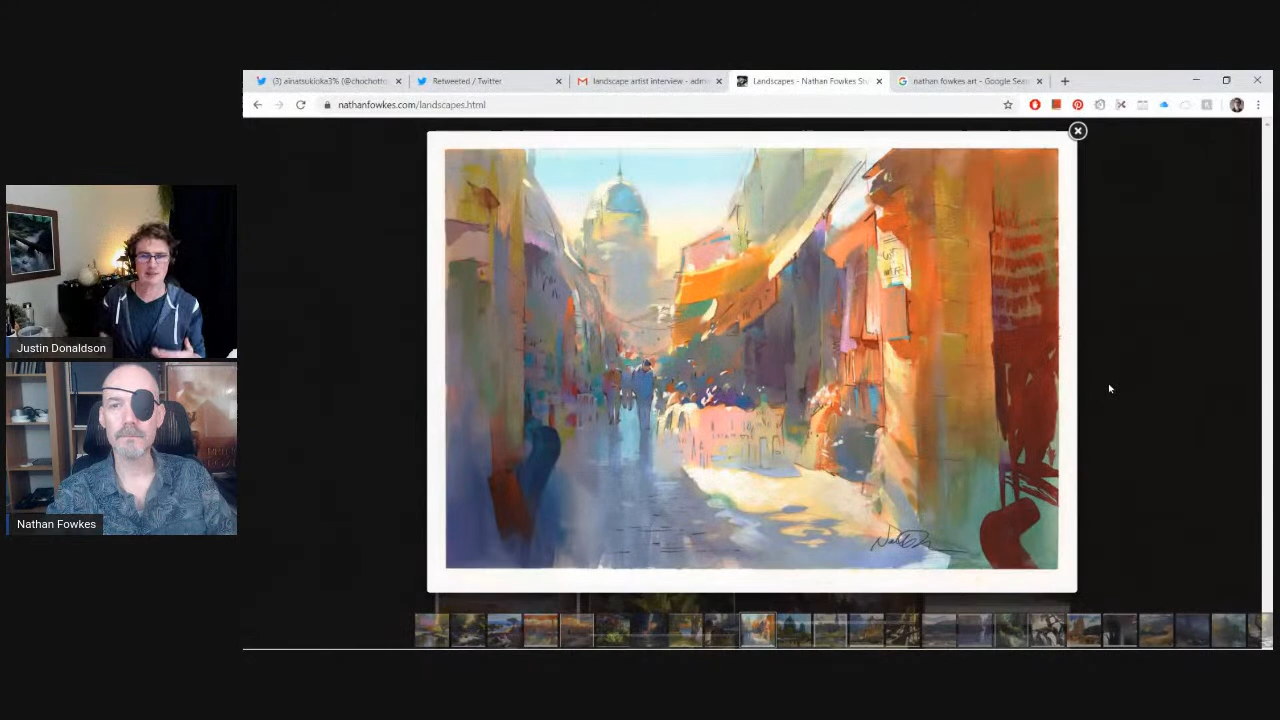 (3) ainatsukioka3% (@chochotto
Retweeted / Twitter
landscape artist interview - adm
Landscapes - Nathan Fowkes Sh
nathan fowkes art - Google Sear
nathanfowkes.com/landscapes.html
Justin Donaldson
Nathan Fowkes